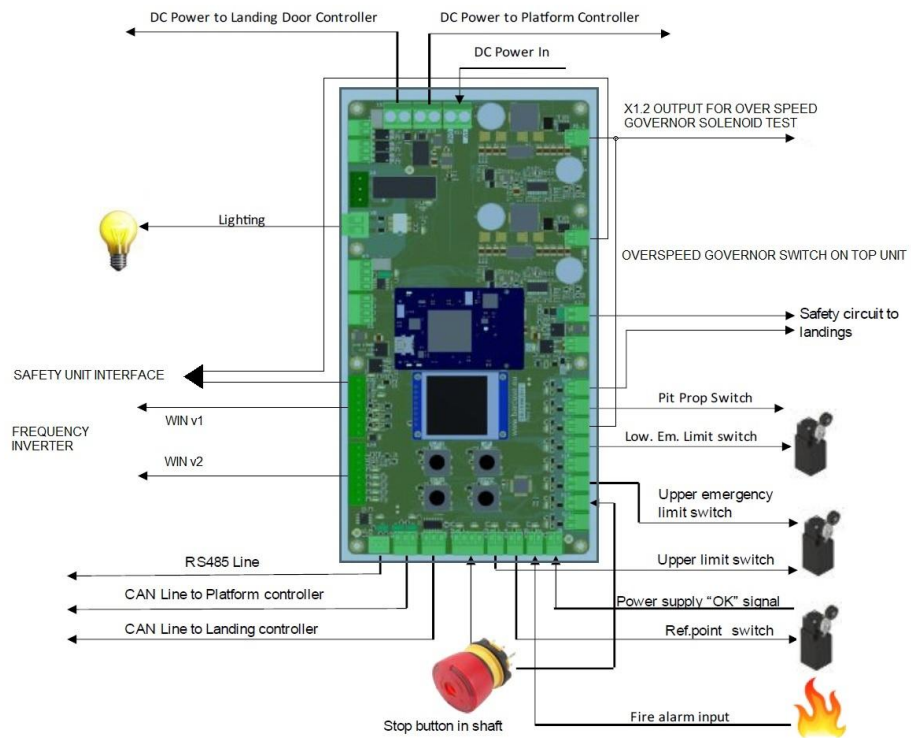 DC Power to Landing Door Controller
DC Power to Platform Controller
DC Power In
X1.2 OUTPUT FOR OVER SPEED
GOVERNOR SOLENOID TEST
Lighting
OVERSPEED GOVERNOR SWITCH ON TOP UNIT
Safety circuit to
landings
SAFETY UNIT INTERFACE
Pit Prop Switch
WIN v1
FREQUENCY
INVERTER
Low. Em. Limit switch
WIN v2
Upper emergency
limit switch
RS485 Line
Upper limit switch
CAN Line to Platform controller
Power supply “OK” signal
CAN Line to Landing controller
Ref.point switch
Stop button in shaft
Fire alarm input